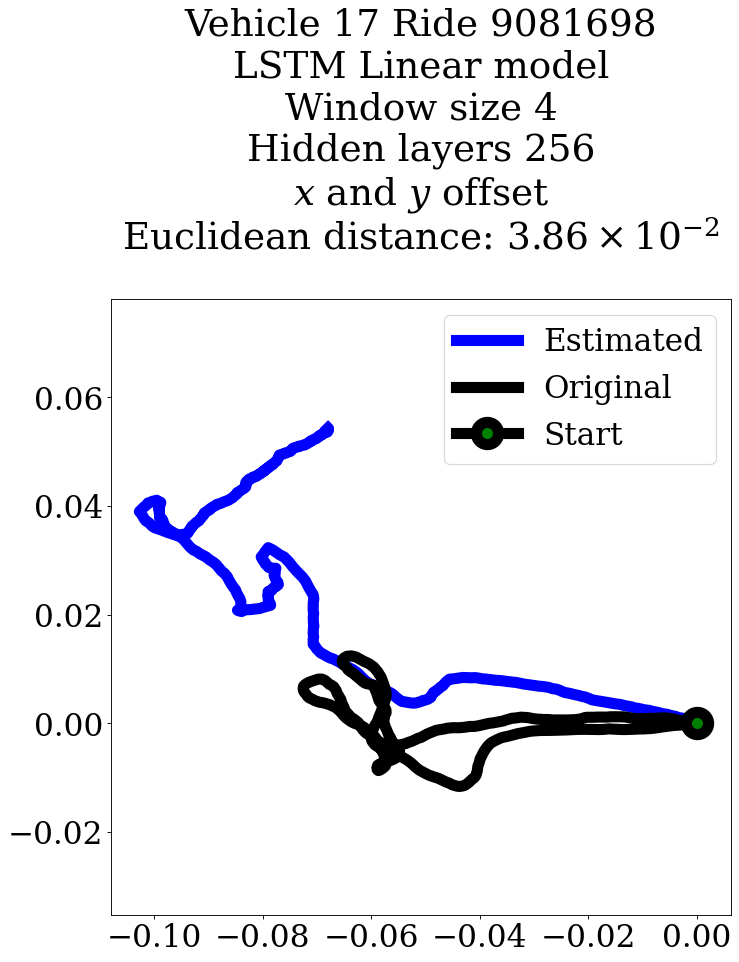 Vehicle 17 Ride 9081698
LSTM Linear model
Window size 4
Hidden layers 256
x and y offset
Euclidean distance: 3.86 × 10⁻²
Estimated
Original
Start
0.06
0.04
0.02
0.00
−0.02
−0.10 −0.08 −0.06 −0.04 −0.02 0.00